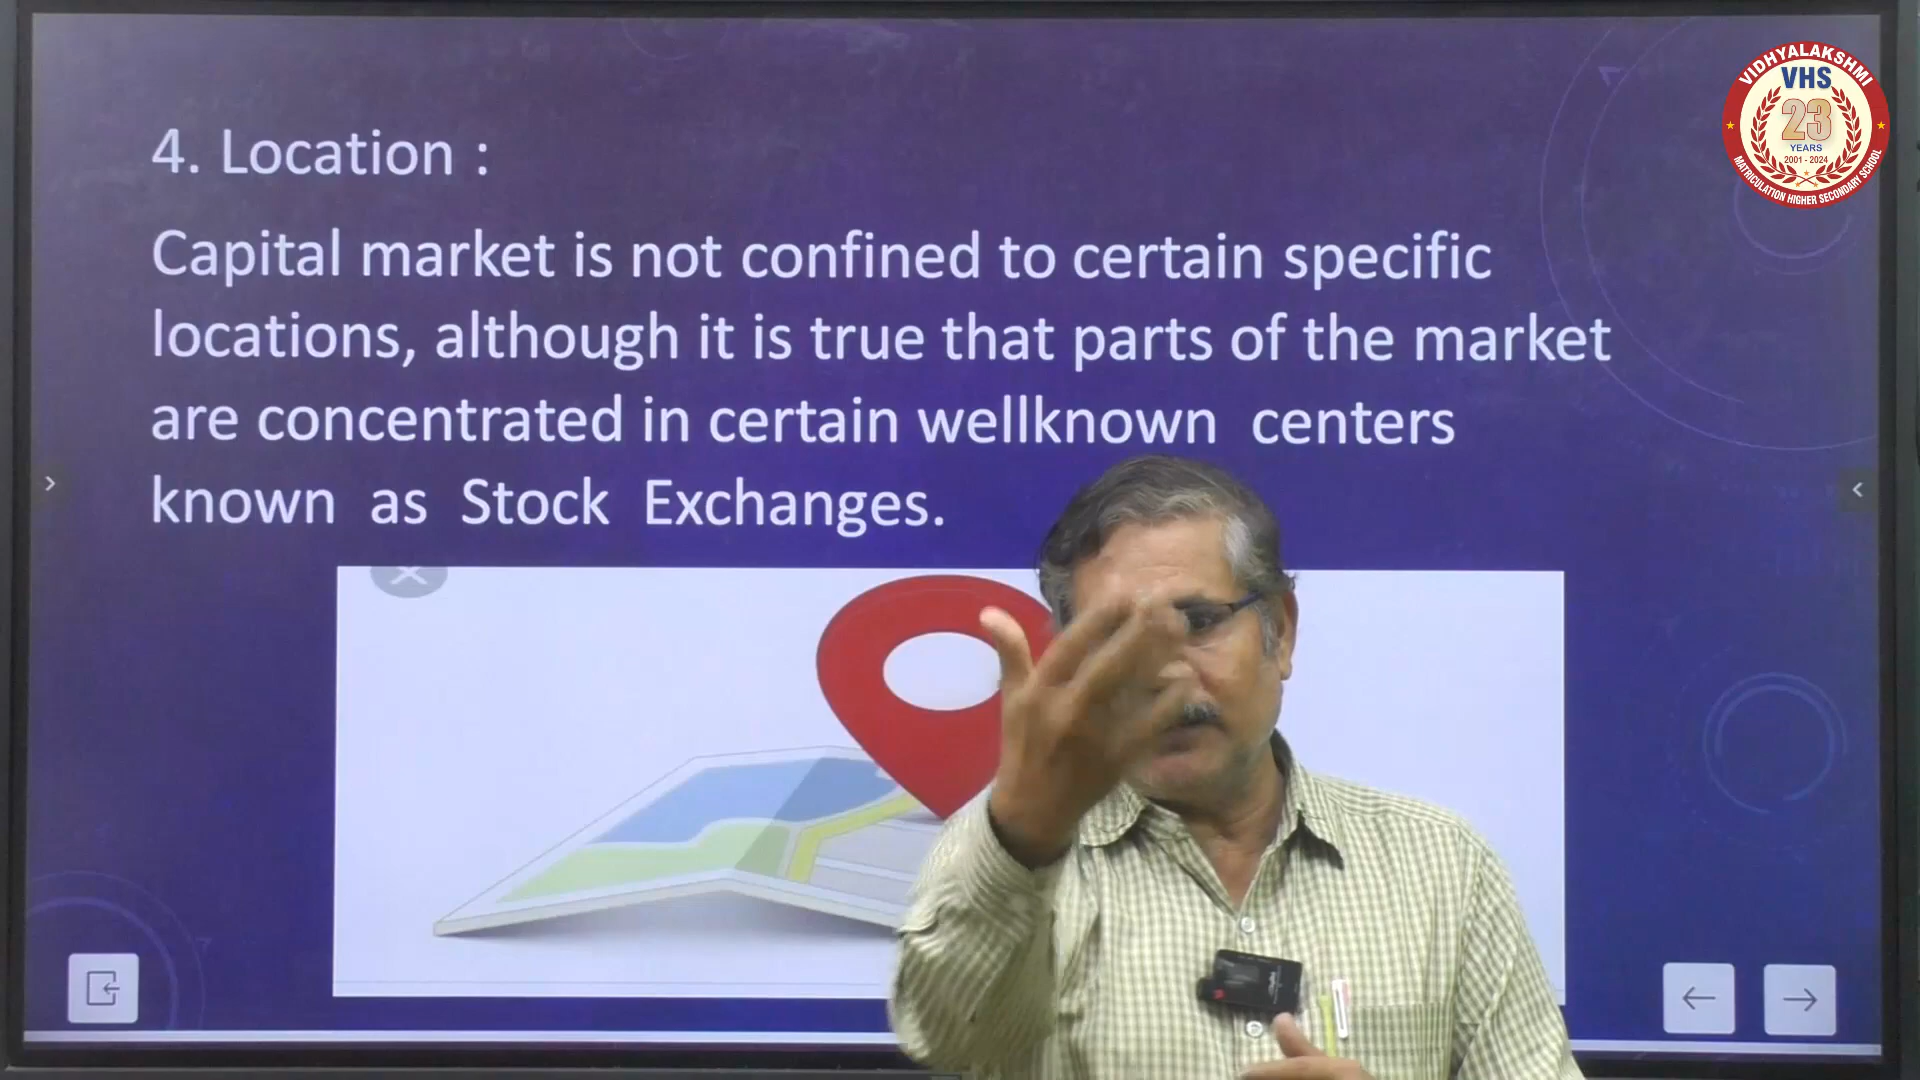 VIDHYALAKSHMI
VHS
23
YEARS
2001 - 2024
MATRICULATION HIGHER SECONDARY SCHOOL
4. Location :
Capital market is not confined to certain specific
locations, although it is true that parts of the market
are concentrated in certain wellknown centers
known as Stock Exchanges.